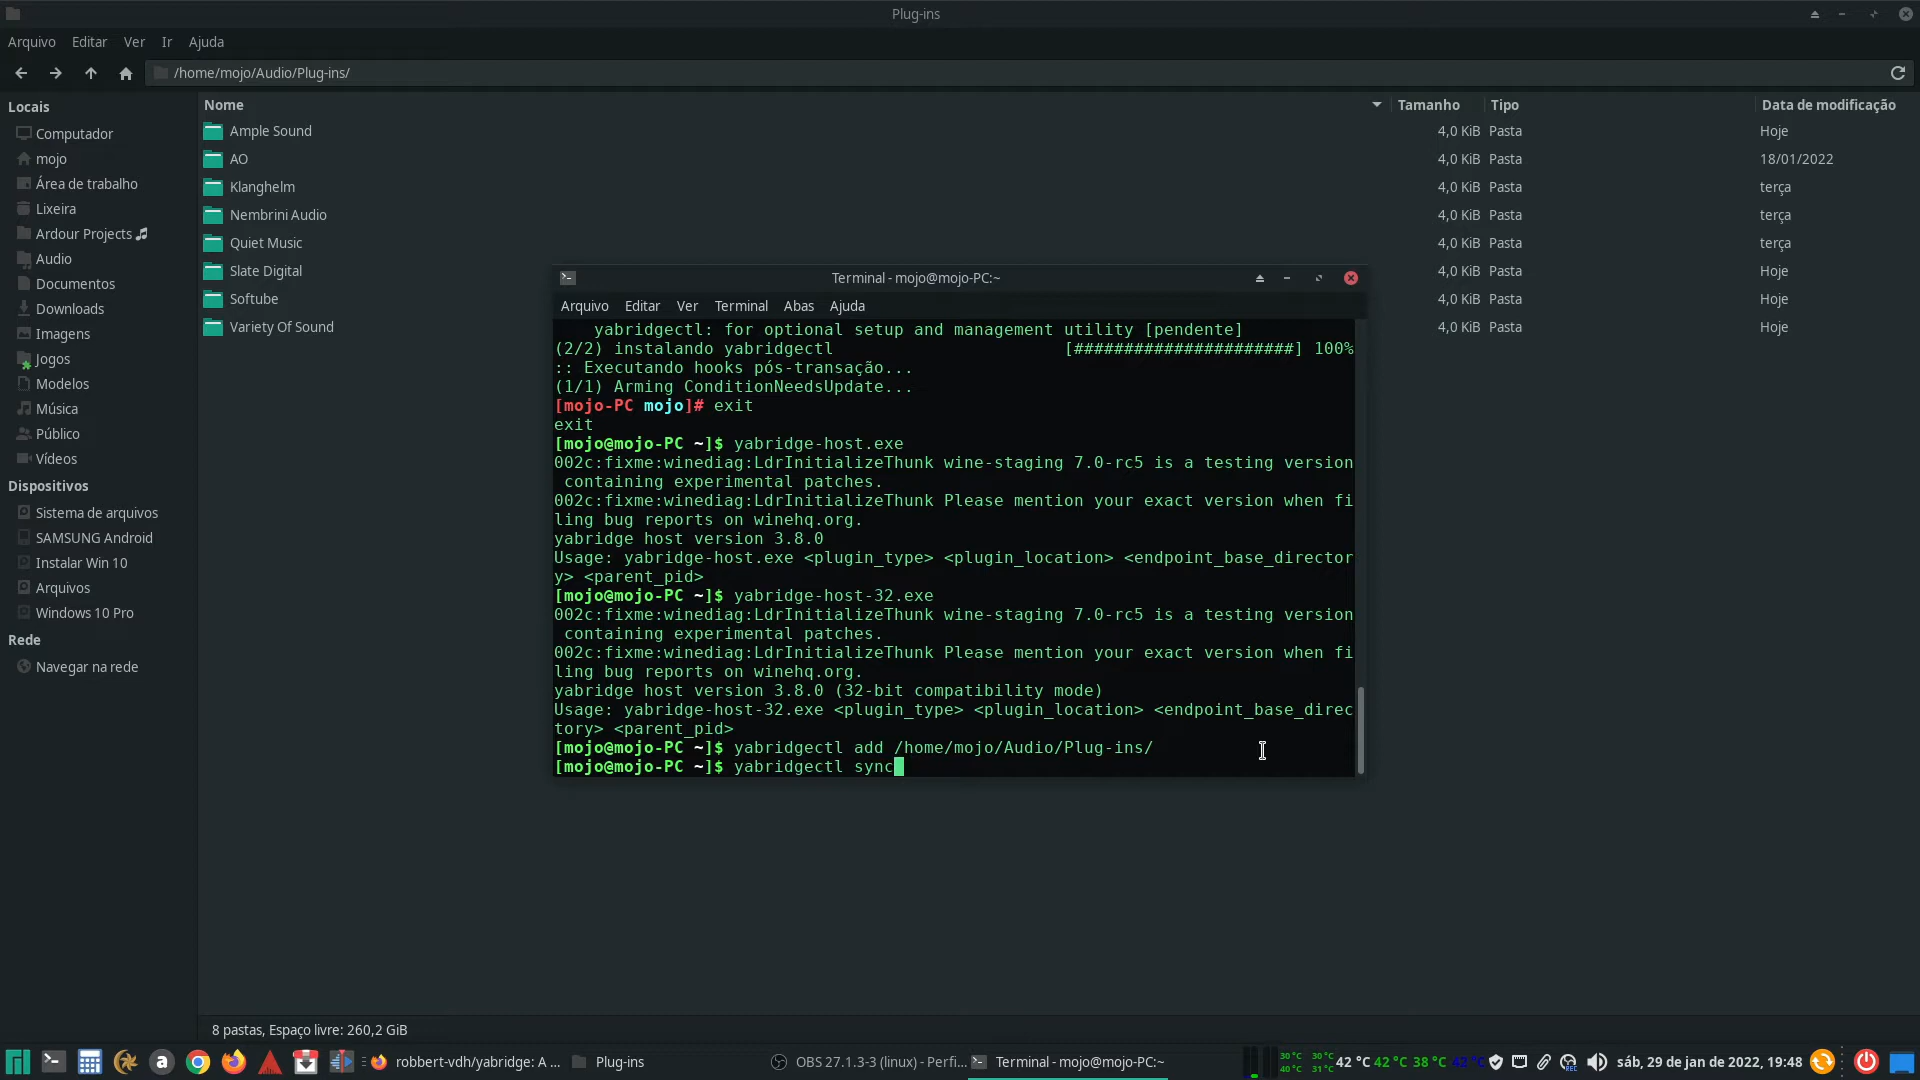 Plug-ins
Arquivo Editar Ver Ir Ajuda
/home/mojo/Audio/Plug-ins/
Locais
Computador
mojo
Área de trabalho
Lixeira
Ardour Projects
Audio
Documentos
Downloads
Imagens
Jogos
Modelos
Música
Público
Vídeos
Dispositivos
Sistema de arquivos
SAMSUNG Android
Instalar Win 10
Arquivos
Windows 10 Pro
Rede
Navegar na rede
Nome Tamanho Tipo Data de modificação
Ample Sound 4,0 KiB Pasta Hoje
AO 4,0 KiB Pasta 18/01/2022
Klanghelm 4,0 KiB Pasta terça
Nembrini Audio 4,0 KiB Pasta terça
Quiet Music 4,0 KiB Pasta terça
Slate Digital 4,0 KiB Pasta Hoje
Softube 4,0 KiB Pasta Hoje
Variety Of Sound 4,0 KiB Pasta Hoje
Terminal - mojo@mojo-PC:~
Arquivo Editar Ver Terminal Abas Ajuda
yabridgectl: for optional setup and management utility [pendente]
(2/2) instalando yabridgectl [######################] 100%
:: Executando hooks pós-transação...
(1/1) Arming ConditionNeedsUpdate...
[mojo-PC mojo]# exit
exit
[mojo@mojo-PC ~]$ yabridge-host.exe
002c:fixme:winediag:LdrInitializeThunk wine-staging 7.0-rc5 is a testing version
containing experimental patches.
002c:fixme:winediag:LdrInitializeThunk Please mention your exact version when fi
ling bug reports on winehq.org.
yabridge host version 3.8.0
Usage: yabridge-host.exe <plugin_type> <plugin_location> <endpoint_base_director
y> <parent_pid>
[mojo@mojo-PC ~]$ yabridge-host-32.exe
002c:fixme:winediag:LdrInitializeThunk wine-staging 7.0-rc5 is a testing version
containing experimental patches.
002c:fixme:winediag:LdrInitializeThunk Please mention your exact version when fi
ling bug reports on winehq.org.
yabridge host version 3.8.0 (32-bit compatibility mode)
Usage: yabridge-host-32.exe <plugin_type> <plugin_location> <endpoint_base_direc
tory> <parent_pid>
[mojo@mojo-PC ~]$ yabridgectl add /home/mojo/Audio/Plug-ins/
[mojo@mojo-PC ~]$ yabridgectl sync
8 pastas, Espaço livre: 260,2 GiB
robbert-vdh/yabridge: A ... Plug-ins OBS 27.1.3-3 (linux) - Perfi... Terminal - mojo@mojo-PC:~ 30°C 30°C 42 °C 42 °C 38 °C 42 °C sáb, 29 de jan de 2022, 19:48
40°C 31°C